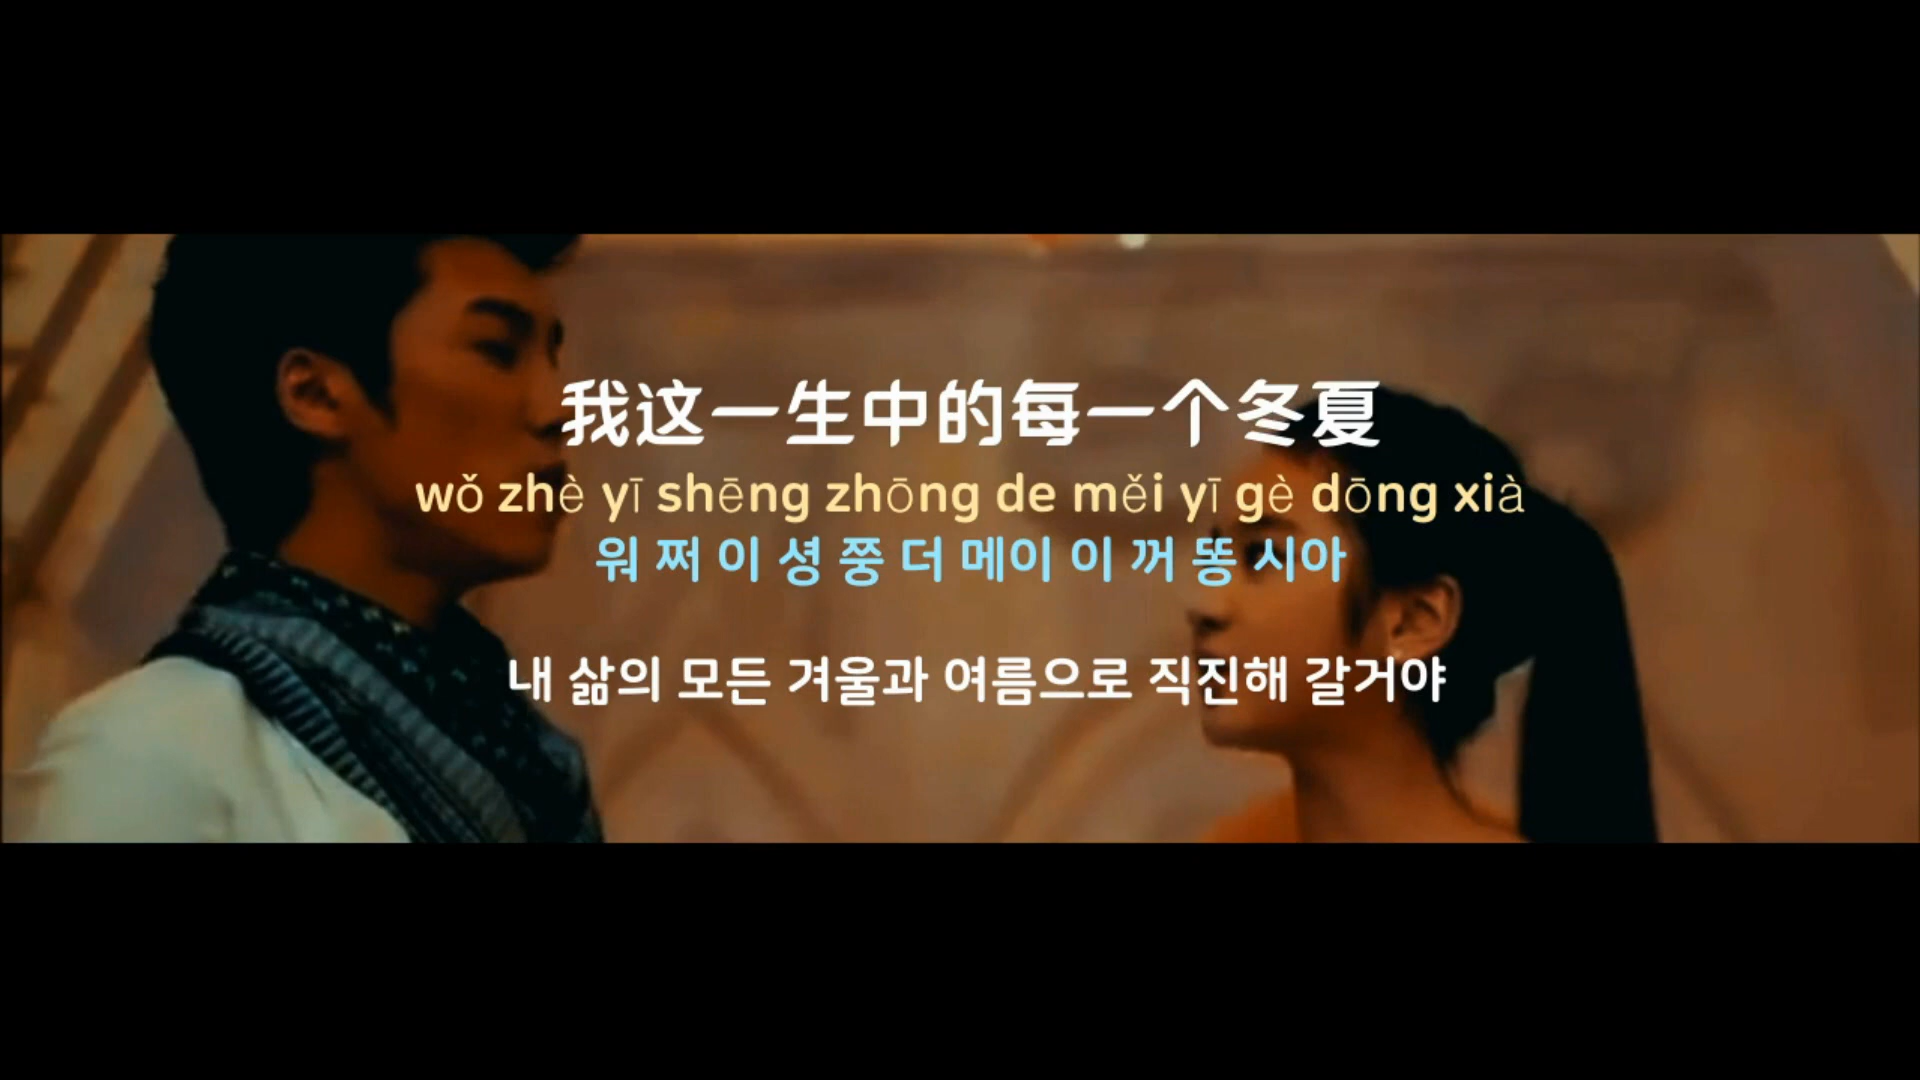 我这一生中的每一个冬夏
wǒ zhè yī shēng zhōng de měi yī gè dōng xià
워 쩌 이 셩 쭝 더 메이 이 꺼 똥 시아
내 삶의 모든 겨울과 여름으로 직진해 갈거야